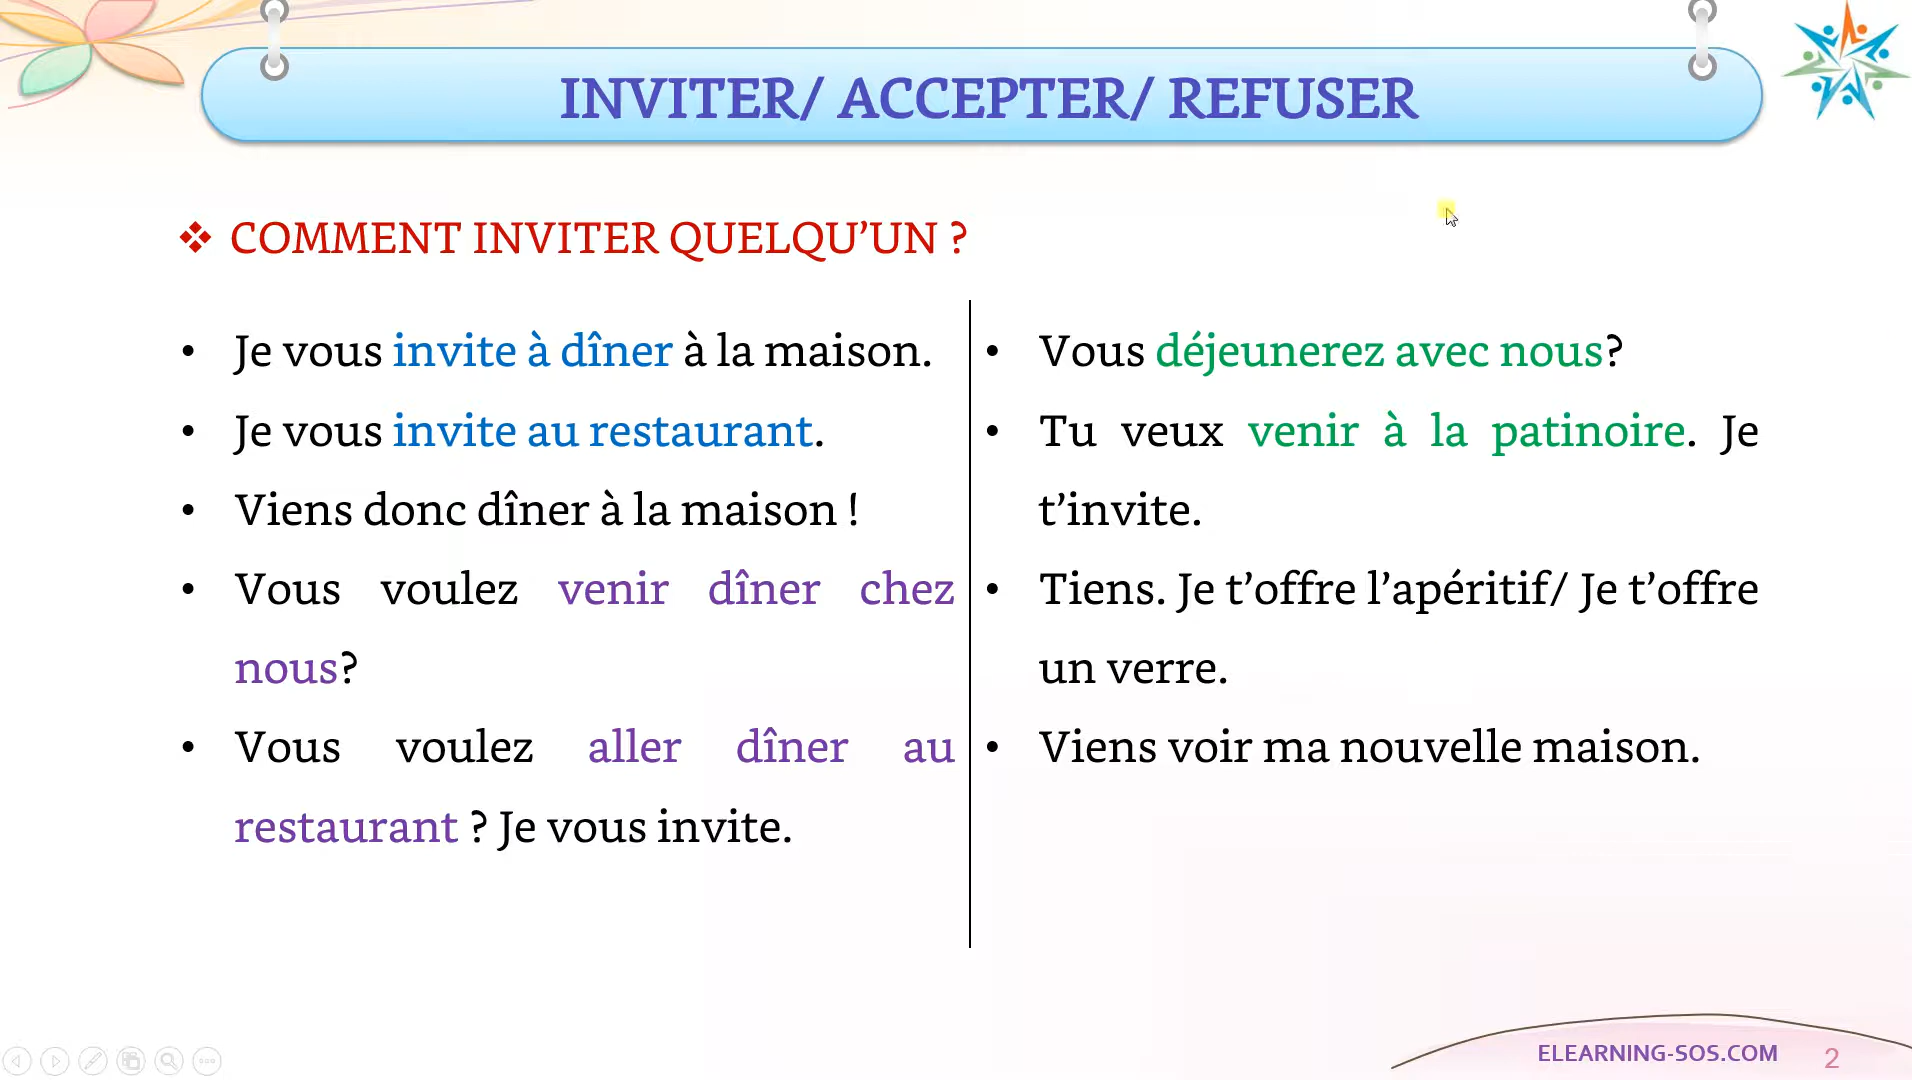 INVITER/ ACCEPTER/ REFUSER
❖ COMMENT INVITER QUELQU’UN ?
• Je vous invite à dîner à la maison.
• Je vous invite au restaurant.
• Viens donc dîner à la maison !
• Vous voulez venir dîner chez
nous?
• Vous voulez aller dîner au
restaurant ? Je vous invite.
• Vous déjeunerez avec nous?
• Tu veux venir à la patinoire. Je
t’invite.
• Tiens. Je t’offre l’apéritif/ Je t’offre
un verre.
• Viens voir ma nouvelle maison.
ELEARNING-SOS.COM
2